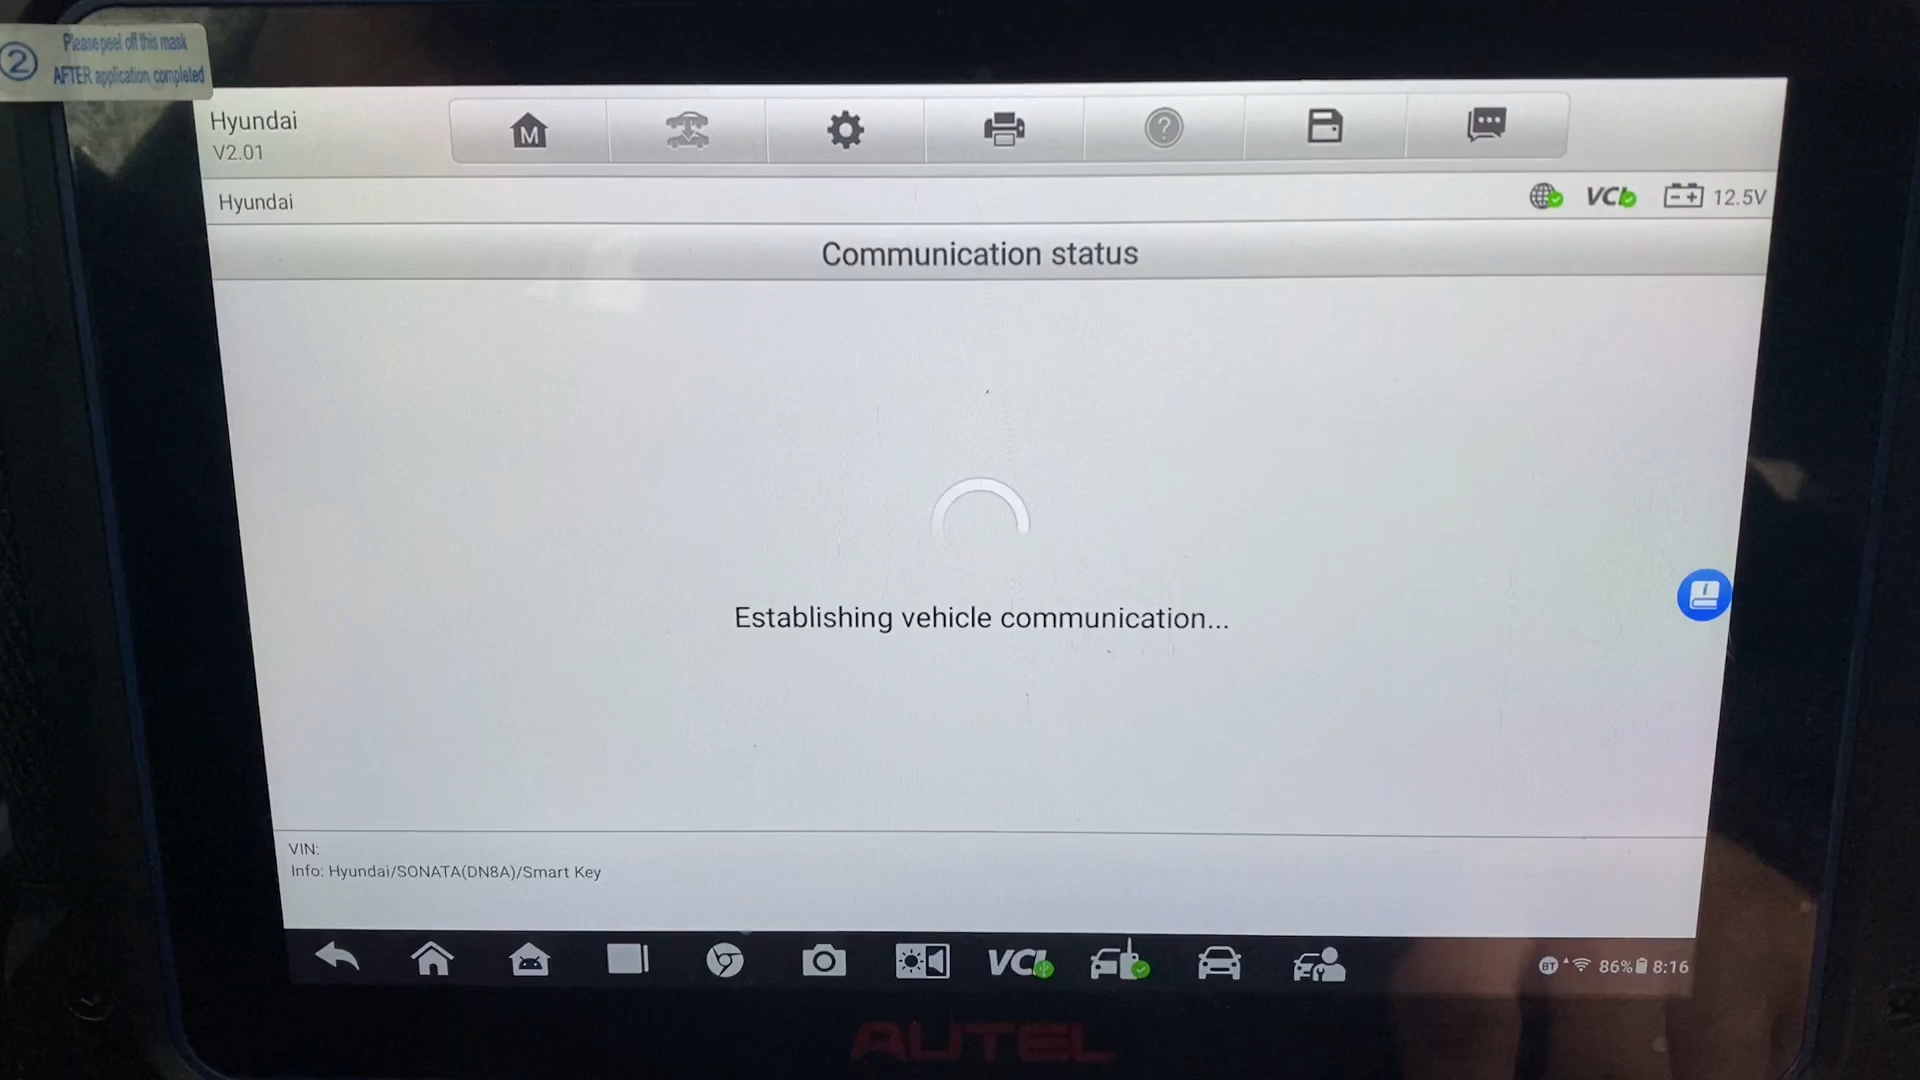 2
Please peel off this mask
AFTER application completed
Hyundai
V2.01
M
?
Hyundai
VCI
12.5V
Communication status
Establishing vehicle communication...
i
VIN:
Info: Hyundai/SONATA(DN8A)/Smart Key
VCI
BT
86%
8:16
AUTEL